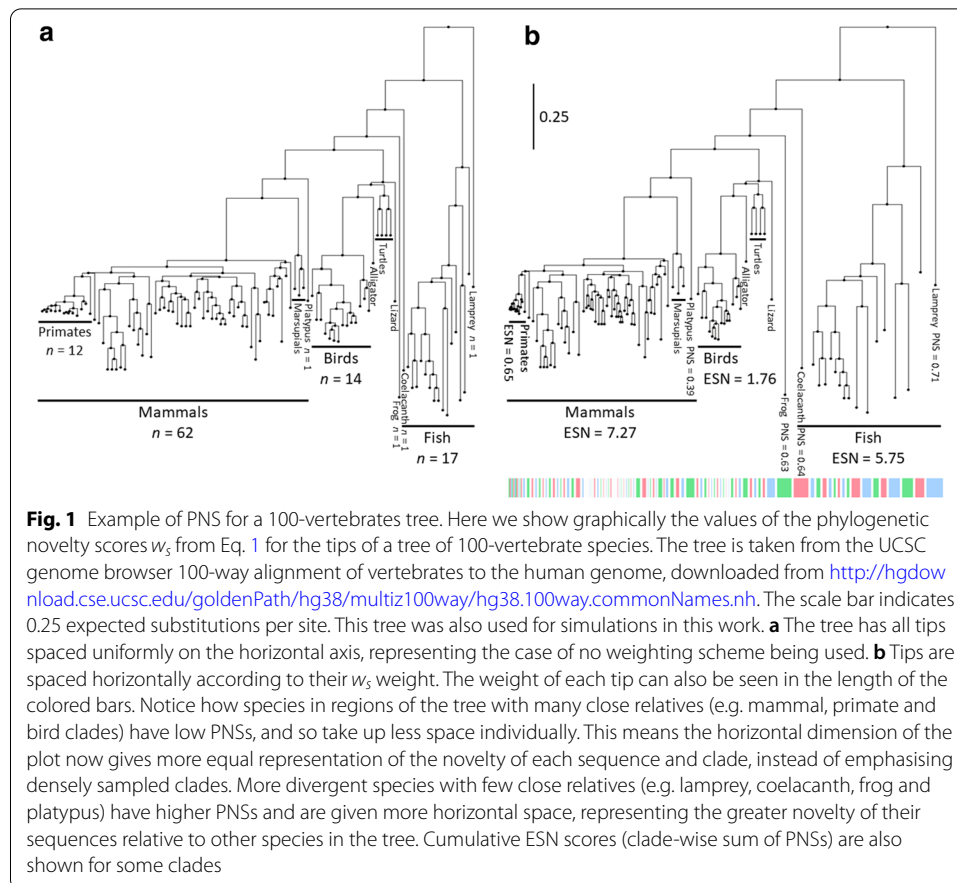 a
b
0.25
Primates
n = 12
Mammals
n = 62
Marsupials
Platypus n = 1
Birds
n = 14
Turtles
Alligator
Lizard
Frog n = 1
Coelacanth n = 1
Fish
n = 17
Lamprey n = 1
Primates
ESN = 0.65
Mammals
ESN = 7.27
Marsupials
Platypus PNS = 0.39
Birds
ESN = 1.76
Turtles
Alligator
Lizard
Frog PNS = 0.63
Coelacanth PNS = 0.64
Fish
ESN = 5.75
Lamprey PNS = 0.71
Fig. 1 Example of PNS for a 100-vertebrates tree. Here we show graphically the values of the phylogenetic
novelty scores wₛ from Eq. 1 for the tips of a tree of 100-vertebrate species. The tree is taken from the UCSC
genome browser 100-way alignment of vertebrates to the human genome, downloaded from http://hgdow
nload.cse.ucsc.edu/goldenPath/hg38/multiz100way/hg38.100way.commonNames.nh. The scale bar indicates
0.25 expected substitutions per site. This tree was also used for simulations in this work. a The tree has all tips
spaced uniformly on the horizontal axis, representing the case of no weighting scheme being used. b Tips are
spaced horizontally according to their wₛ weight. The weight of each tip can also be seen in the length of the
colored bars. Notice how species in regions of the tree with many close relatives (e.g. mammal, primate and
bird clades) have low PNSs, and so take up less space individually. This means the horizontal dimension of the
plot now gives more equal representation of the novelty of each sequence and clade, instead of emphasising
densely sampled clades. More divergent species with few close relatives (e.g. lamprey, coelacanth, frog and
platypus) have higher PNSs and are given more horizontal space, representing the greater novelty of their
sequences relative to other species in the tree. Cumulative ESN scores (clade-wise sum of PNSs) are also
shown for some clades